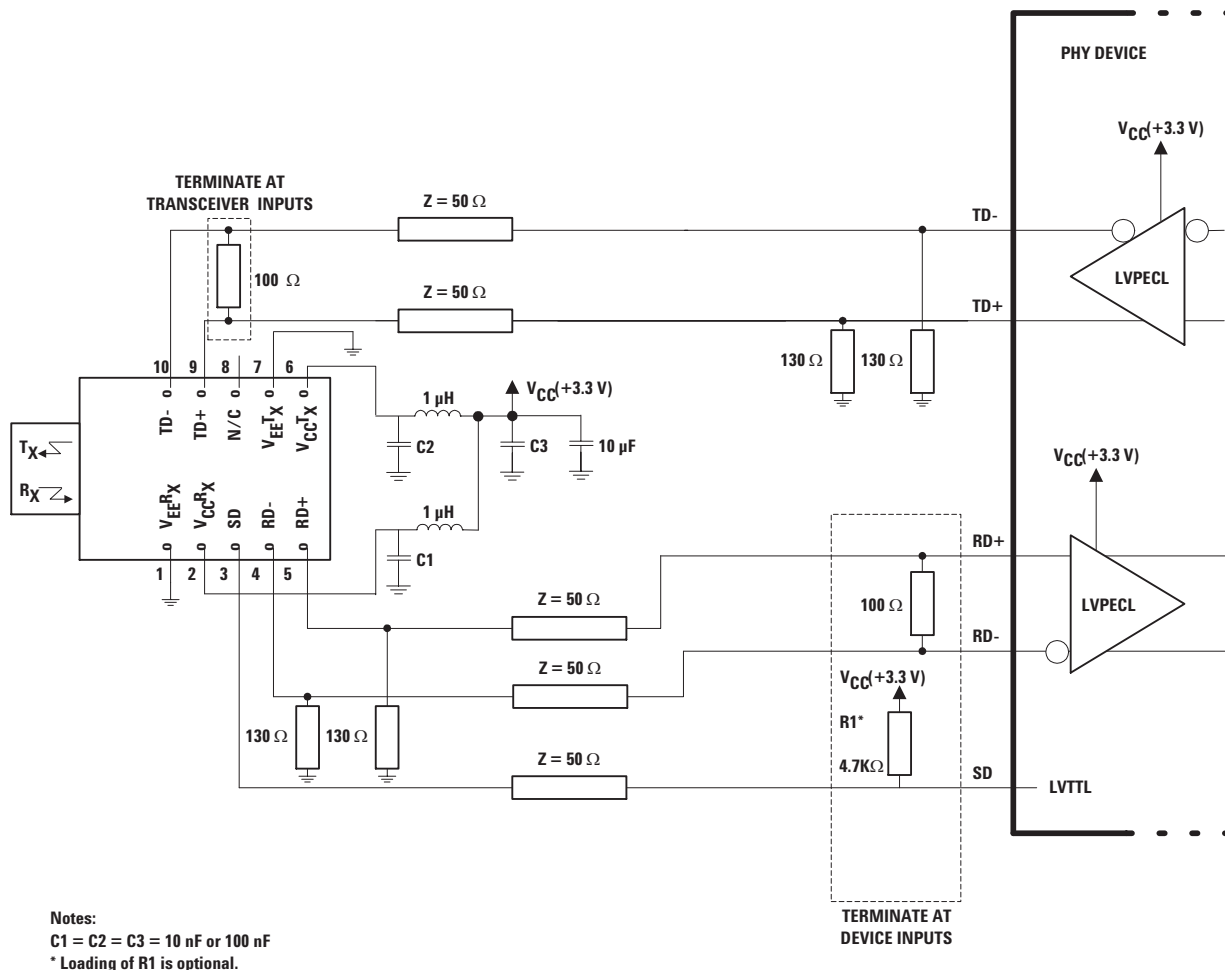 PHY DEVICE
VCC(+3.3 V)
TERMINATE AT
TRANSCEIVER INPUTS
Z = 50 Ω
TD-
LVPECL
100 Ω
Z = 50 Ω
TD+
130 Ω
130 Ω
10
9
8
7
6
TD-
TD+
N/C
VEETX
VCCTX
1 µH
VCC(+3.3 V)
C2
C3
10 µF
TX
RX
VEERX
VCCRX
SD
RD-
RD+
1 µH
C1
1
2
3
4
5
VCC(+3.3 V)
RD+
Z = 50 Ω
100 Ω
LVPECL
RD-
Z = 50 Ω
VCC(+3.3 V)
130 Ω
130 Ω
R1*
4.7KΩ
Z = 50 Ω
SD
LVTTL
TERMINATE AT
DEVICE INPUTS
Notes:
C1 = C2 = C3 = 10 nF or 100 nF
* Loading of R1 is optional.